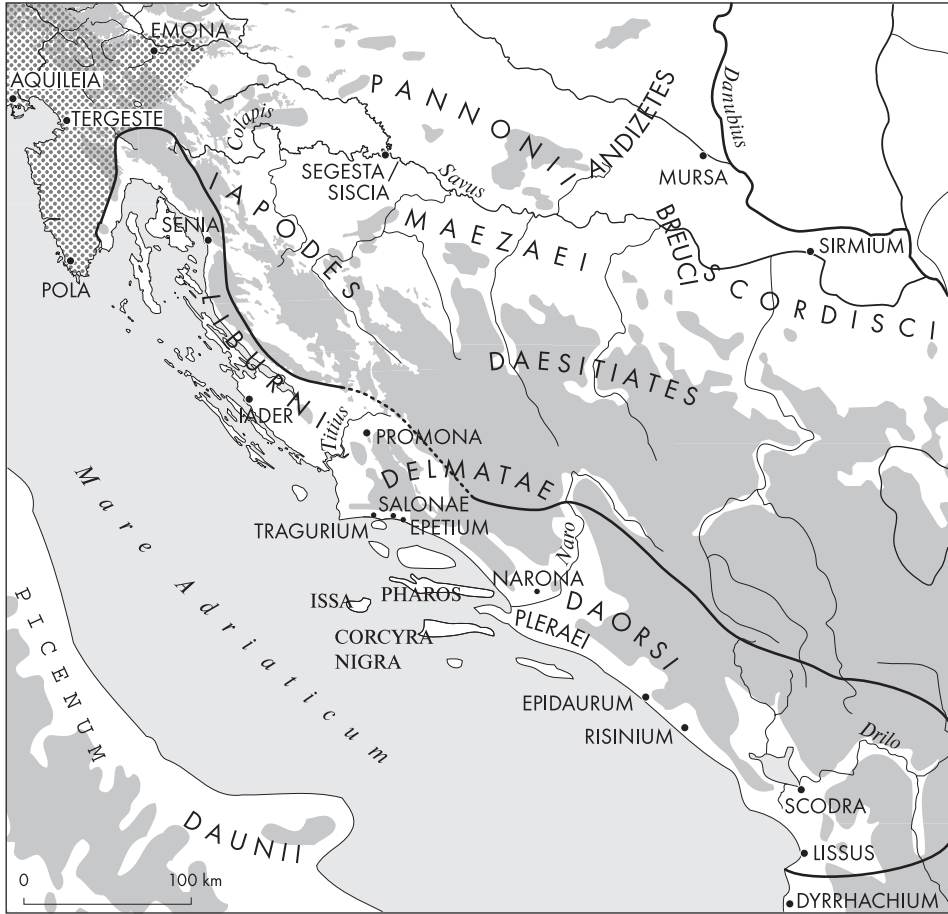 EMONA
AQUILEIA
TERGESTE
PANNONII
ANDIZETES
Danubius
Colapis
SEGESTA/
SISCIA
Savus
MURSA
IAPODES
MAEZAEI
BREUCI
SENIA
SIRMIUM
POLA
SCORDISCI
LIBURNI
DAESITIATES
IADER
Titius
PROMONA
DELMATAE
Mare Adriaticum
SALONAE
TRAGURIUM
EPETIUM
Naro
NARONA
PHAROS
ISSA
DAORSI
PLERAEI
CORCYRA
NIGRA
PICENUM
EPIDAURUM
RISINIUM
Drilo
SCODRA
DAUNII
LISSUS
0 100 km
DYRRHACHIUM